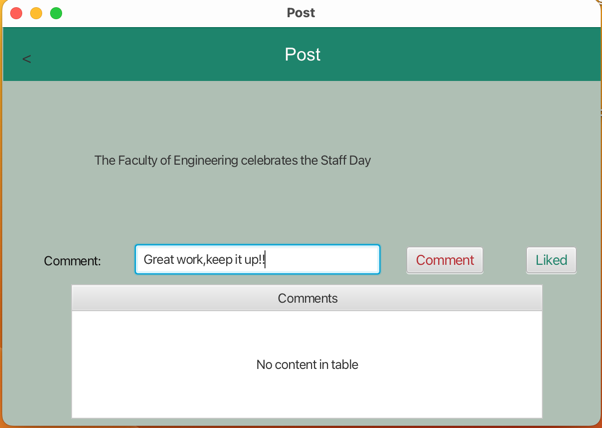 Post
<
Post
The Faculty of Engineering celebrates the Staff Day
Comment: Great work,keep it up!! Comment Liked
Comments
No content in table